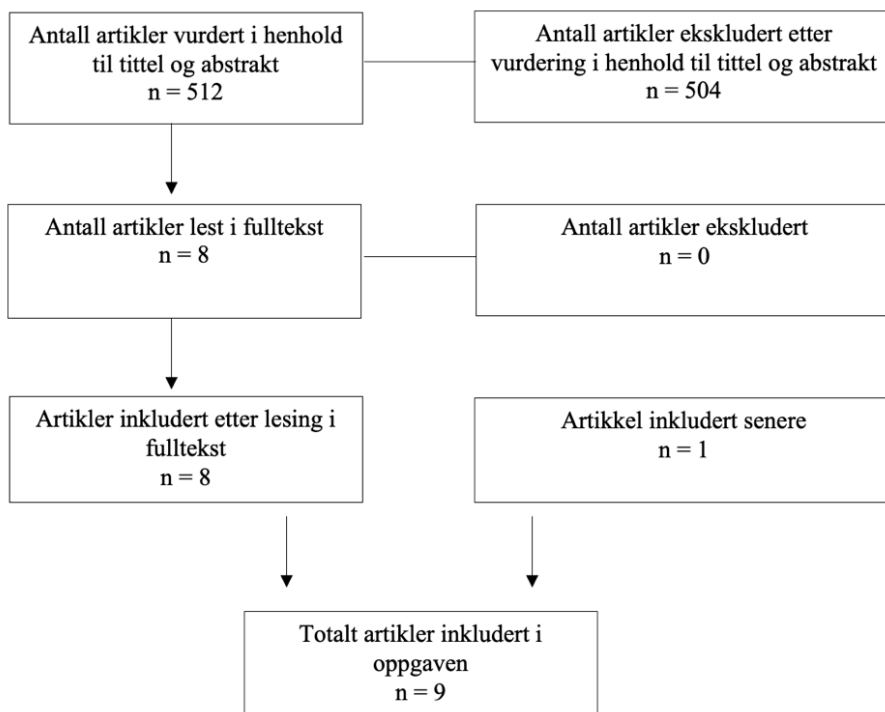 Antall artikler vurdert i henhold
til tittel og abstrakt
n = 512
Antall artikler ekskludert etter
vurdering i henhold til tittel og abstrakt
n = 504
Antall artikler lest i fulltekst
n = 8
Antall artikler ekskludert
n = 0
Artikler inkludert etter lesing i
fulltekst
n = 8
Artikkel inkludert senere
n = 1
Totalt artikler inkludert i
oppgaven
n = 9